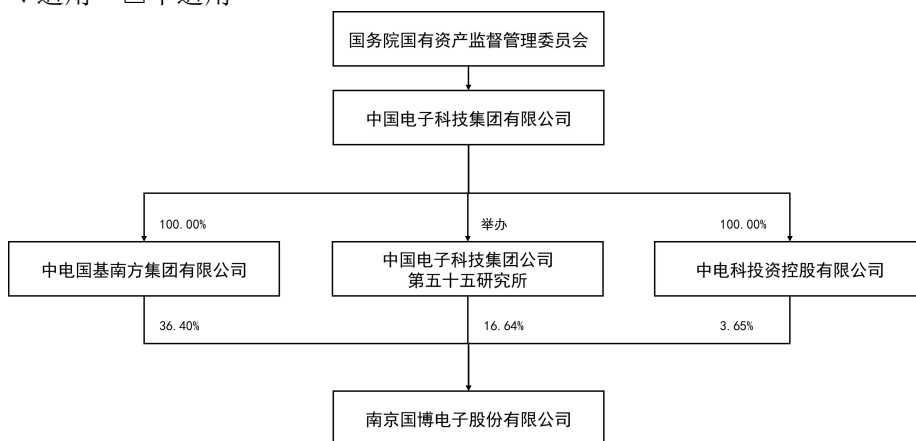 国务院国有资产监督管理委员会
中国电子科技集团有限公司
100.00%
举办
100.00%
中电国基南方集团有限公司
中国电子科技集团公司
第五十五研究所
中电科投资控股有限公司
36.40%
16.64%
3.65%
南京国博电子股份有限公司